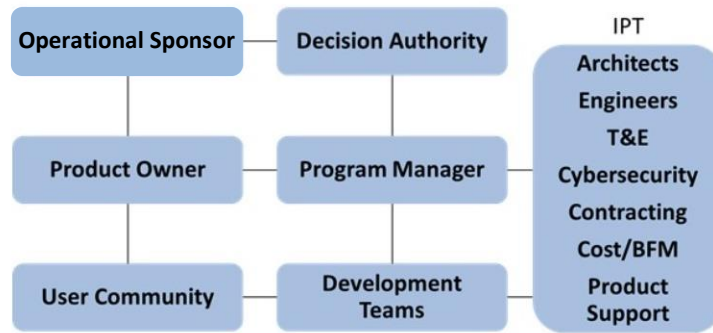 Operational Sponsor
Decision Authority
IPT
Architects
Engineers
T&E
Cybersecurity
Contracting
Cost/BFM
Product
Support
Product Owner
Program Manager
User Community
Development
Teams